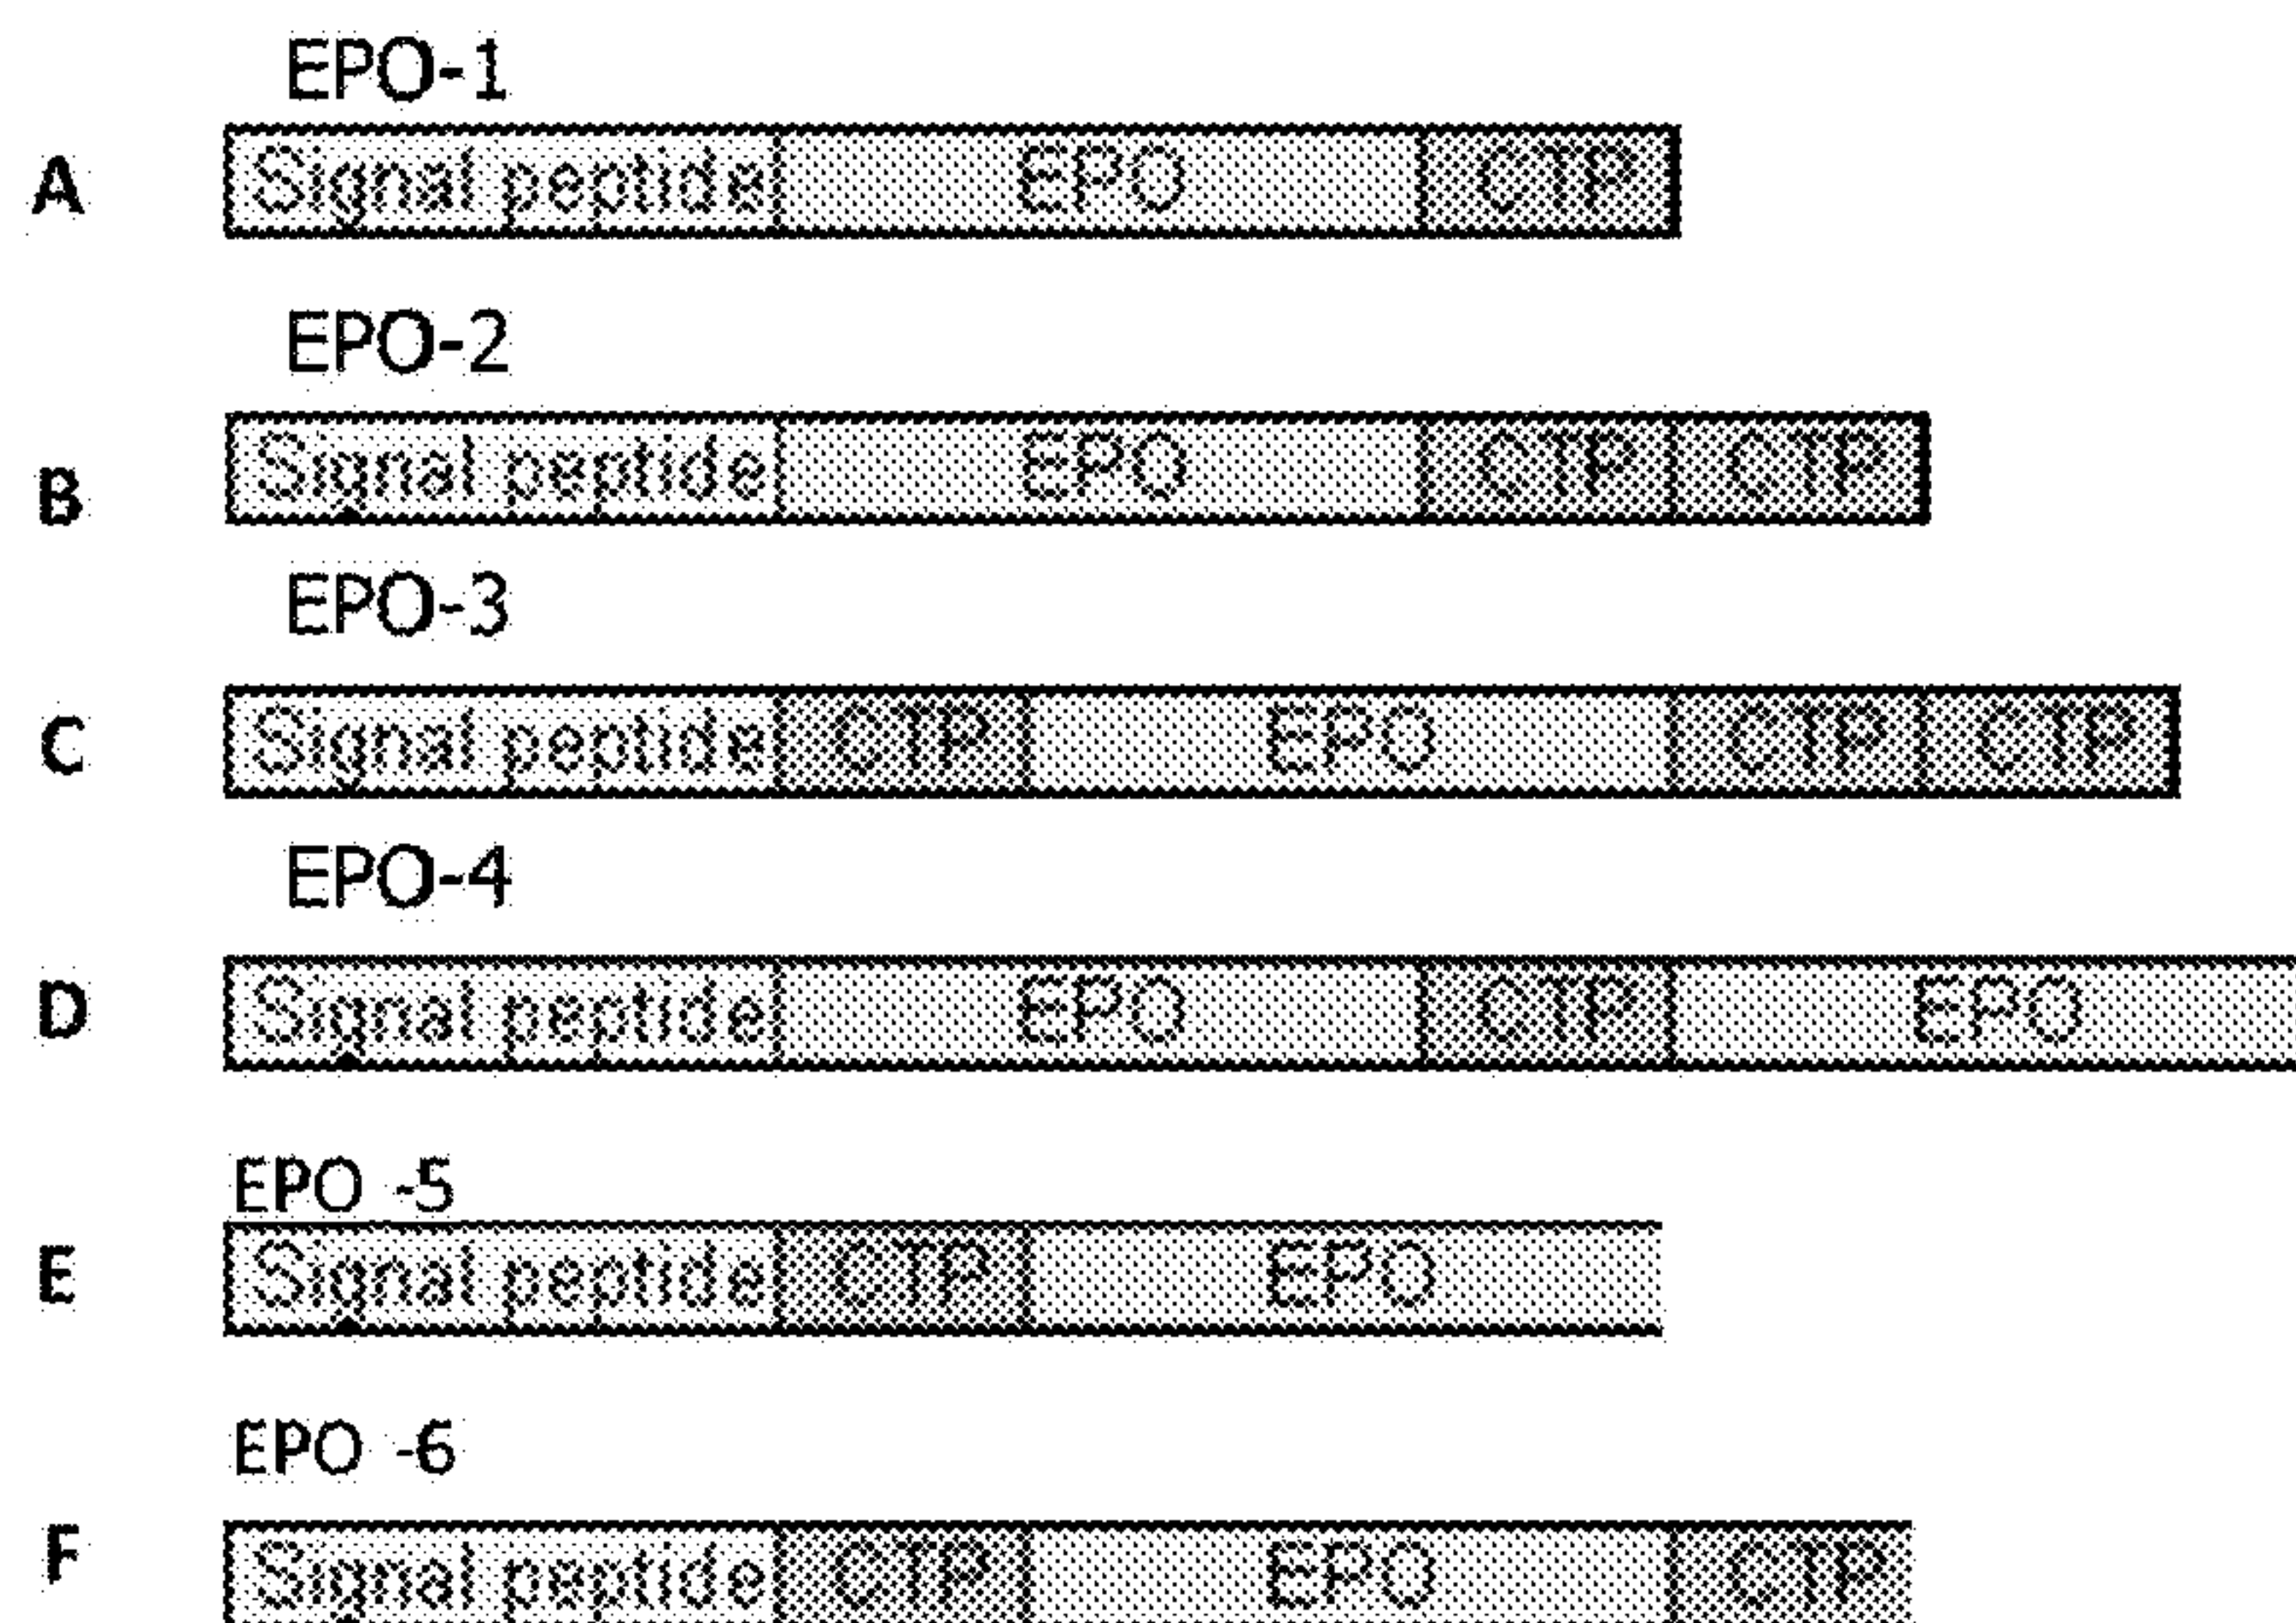 EPO-1
A Signal peptide EPO CTP
EPO-2
B Signal peptide EPO CTP CTP
EPO-3
C Signal peptide CTP EPO CTP CTP
EPO-4
D Signal peptide EPO CTP EPO
EPO -5
E Signal peptide CTP EPO
EPO -6
F Signal peptide CTP EPO CTP